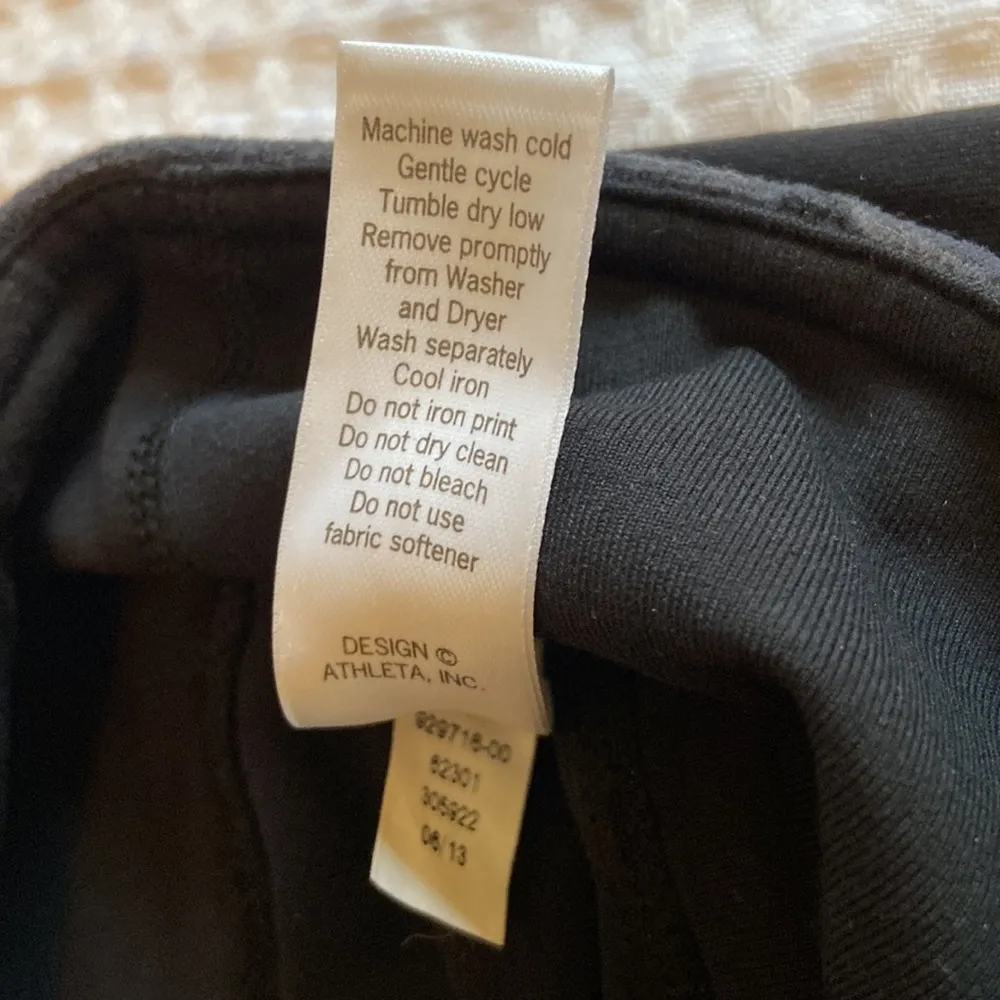 Machine wash cold
Gentle cycle
Tumble dry low
Remove promptly
from Washer
and Dryer
Wash separately
Cool iron
Do not iron print
Do not dry clean
Do not bleach
Do not use
fabric softener
DESIGN ©
ATHLETA, INC.
929716-00
62301
305922
06/13